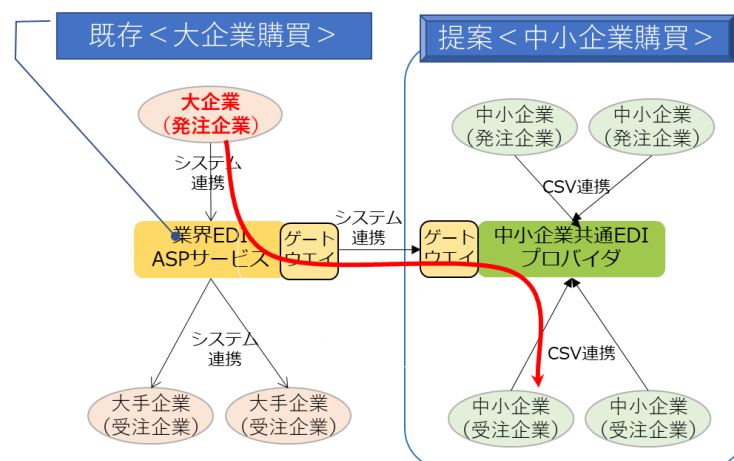 既存＜大企業購買＞
提案＜中小企業購買＞
大企業
（発注企業）
中小企業
（発注企業）
中小企業
（発注企業）
システム
連携
CSV連携
業界EDI
ASPサービス
ゲート
ウエイ
システム
連携
ゲート
ウエイ
中小企業共通EDI
プロバイダ
システム
連携
CSV連携
大手企業
（受注企業）
大手企業
（受注企業）
中小企業
（受注企業）
中小企業
（受注企業）